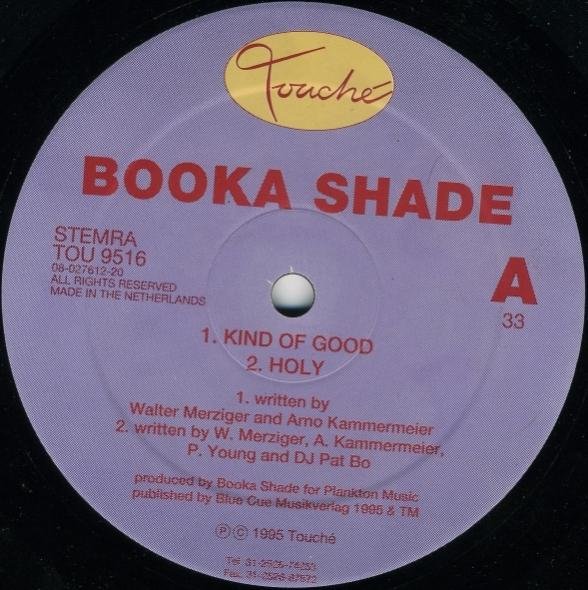 Touché
BOOKA SHADE
STEMRA
TOU 9516
08-027612-20
ALL RIGHTS RESERVED
MADE IN THE NETHERLANDS
A
33
1. KIND OF GOOD
2. HOLY
1. written by
Walter Merziger and Arno Kammermeier
2. written by W. Merziger, A. Kammermeier,
P. Young and DJ Pat Bo
produced by Booka Shade for Plankton Music
published by Blue Cue Musikverlag 1995 & TM
ⓅⒸ 1995 Touché
Tel.
Fax.